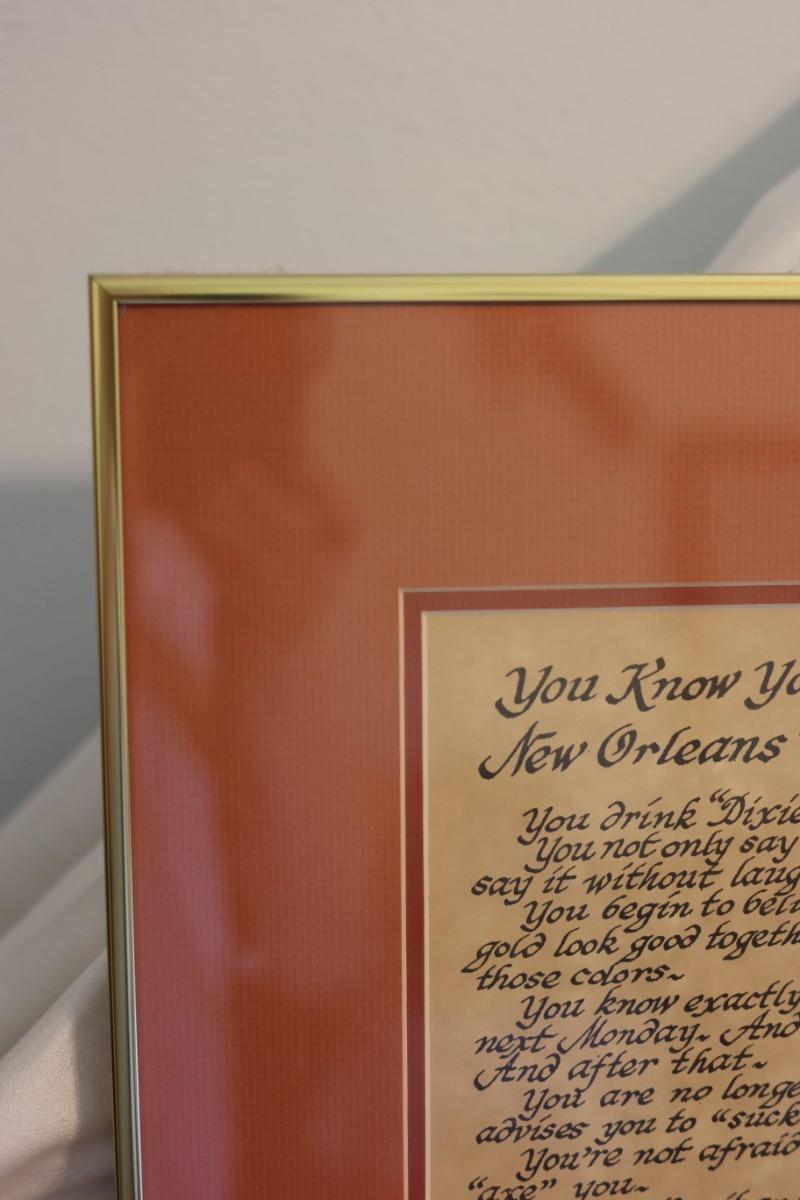 You Know Yo
New Orleans
You drink "Dixie
You not only say
say it without laug
You begin to beli
gold look good togeth
those colors~
You know exactly
next Monday~ And
And after that~
You are no longe
advises you to "suck
You're not afraid
"axe" you~